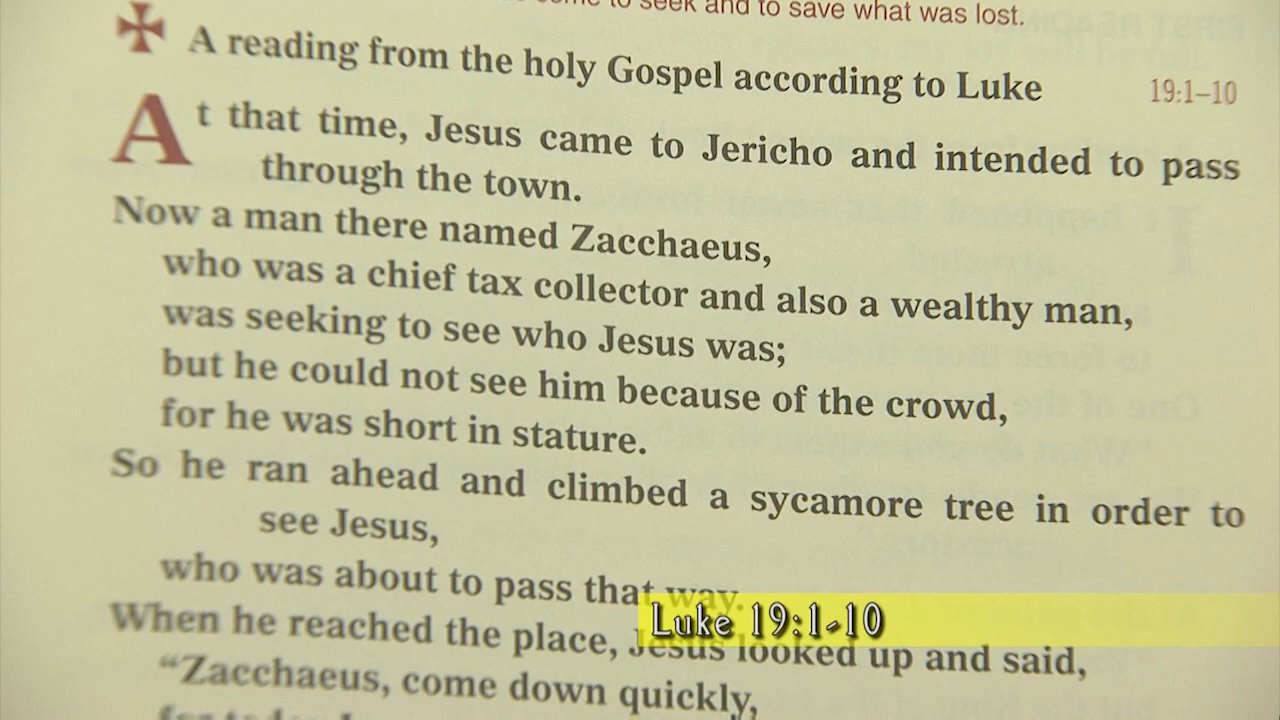 to seek and to save what was lost.
A reading from the holy Gospel according to Luke 19:1–10
At that time, Jesus came to Jericho and intended to pass
through the town.
Now a man there named Zacchaeus,
who was a chief tax collector and also a wealthy man,
was seeking to see who Jesus was;
but he could not see him because of the crowd,
for he was short in stature.
So he ran ahead and climbed a sycamore tree in order to
see Jesus,
who was about to pass that way.
Luke 19:1-10
When he reached the place, Jesus looked up and said,
“Zacchaeus, come down quickly,